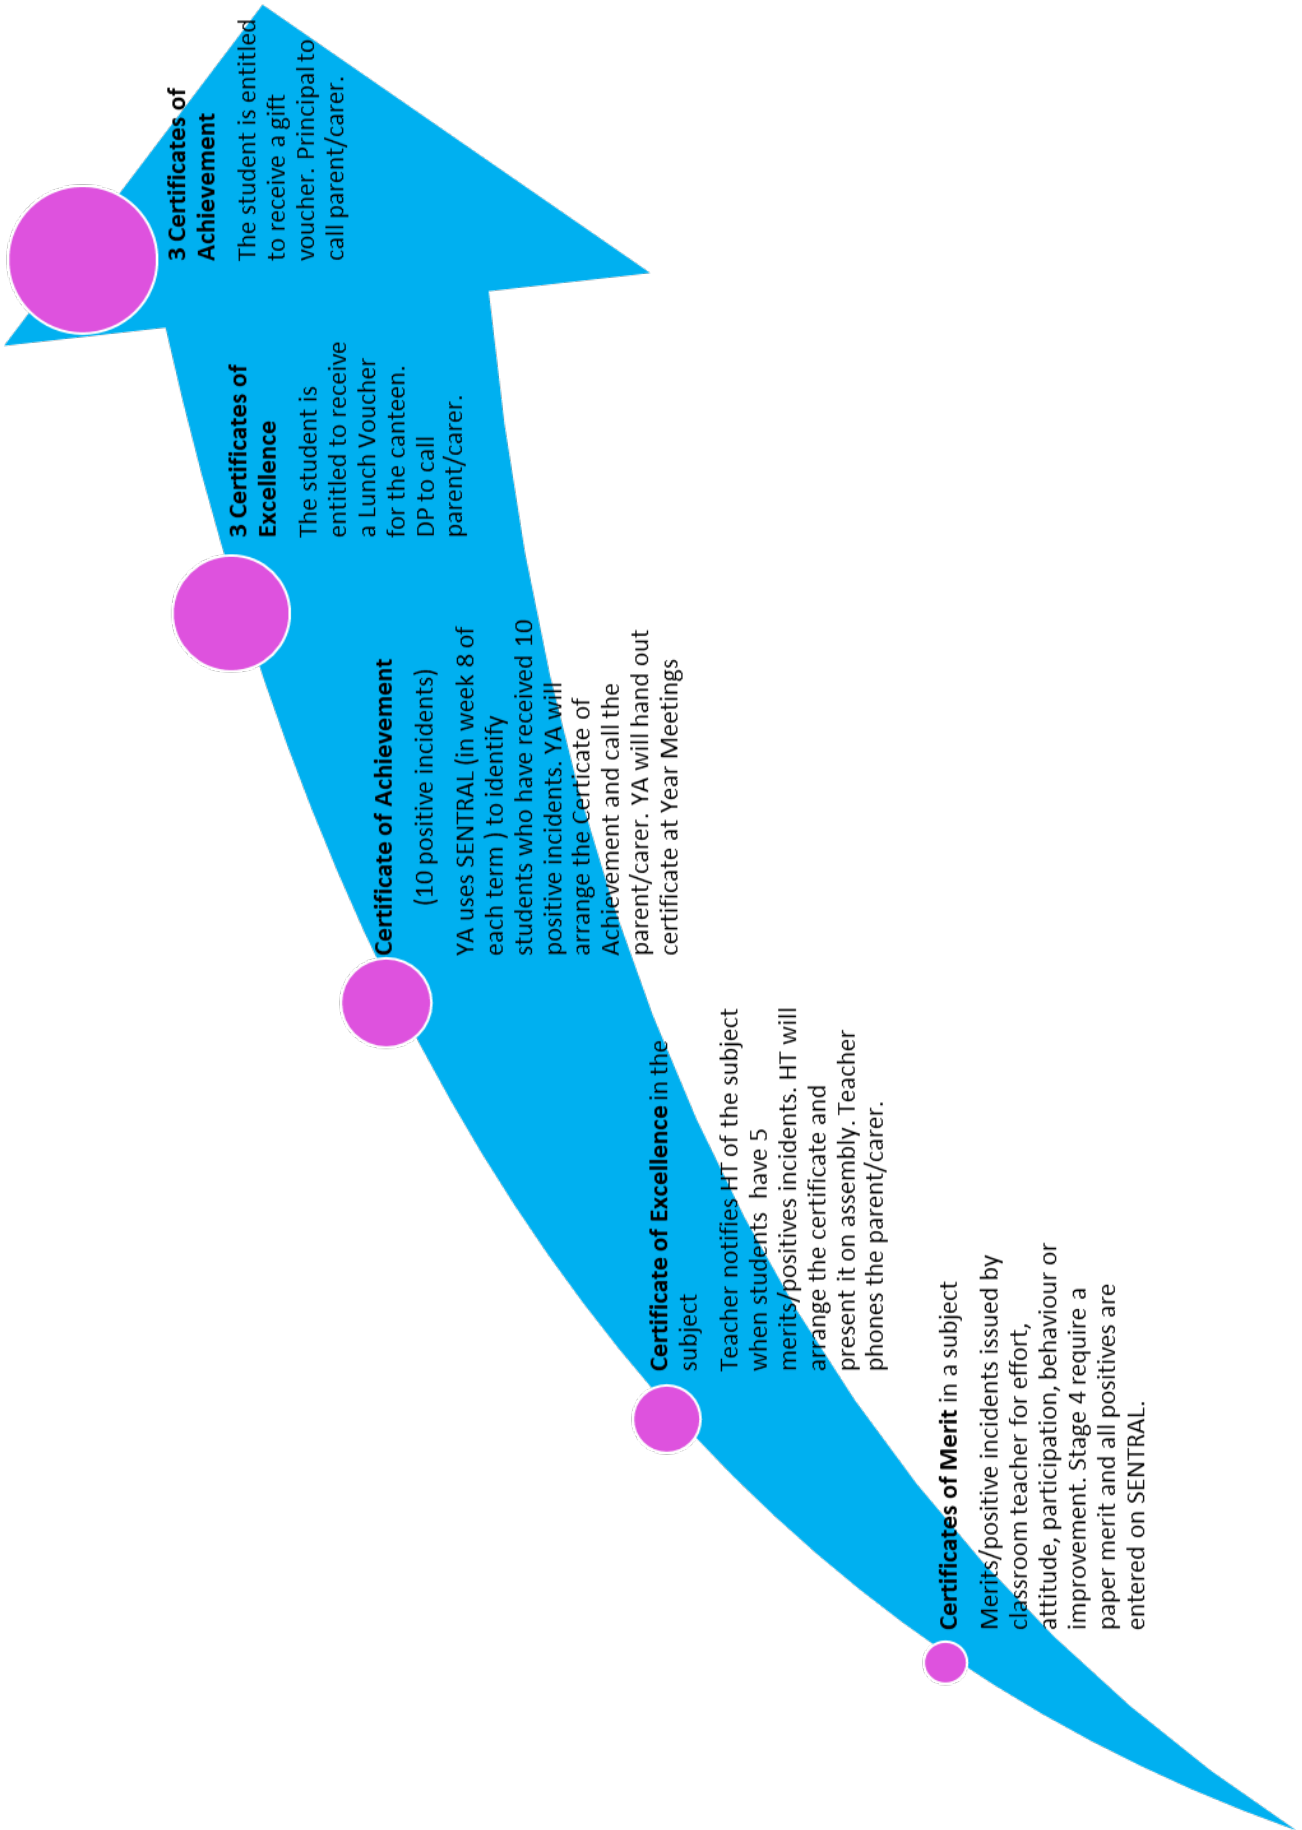 Certificates of Merit in a subject
Merits/positive incidents issued by
classroom teacher for effort,
attitude, participation, behaviour or
improvement. Stage 4 require a
paper merit and all positives are
entered on SENTRAL.
Certificate of Excellence in the
subject
Teacher notifies HT of the subject
when students  have 5
merits/positives incidents. HT will
arrange the certificate and
present it on assembly. Teacher
phones the parent/carer.
Certificate of Achievement
(10 positive incidents)
YA uses SENTRAL (in week 8 of
each term ) to identify
students who have received 10
positive incidents. YA will
arrange the Certicate of
Achievement and call the
parent/carer. YA will hand out
certificate at Year Meetings
3 Certificates of
Excellence
The student is
entitled to receive
a Lunch Voucher
for the canteen.
DP to call
parent/carer.
3 Certificates of
Achievement
The student is entitled
to receive a gift
voucher. Principal to
call parent/carer.